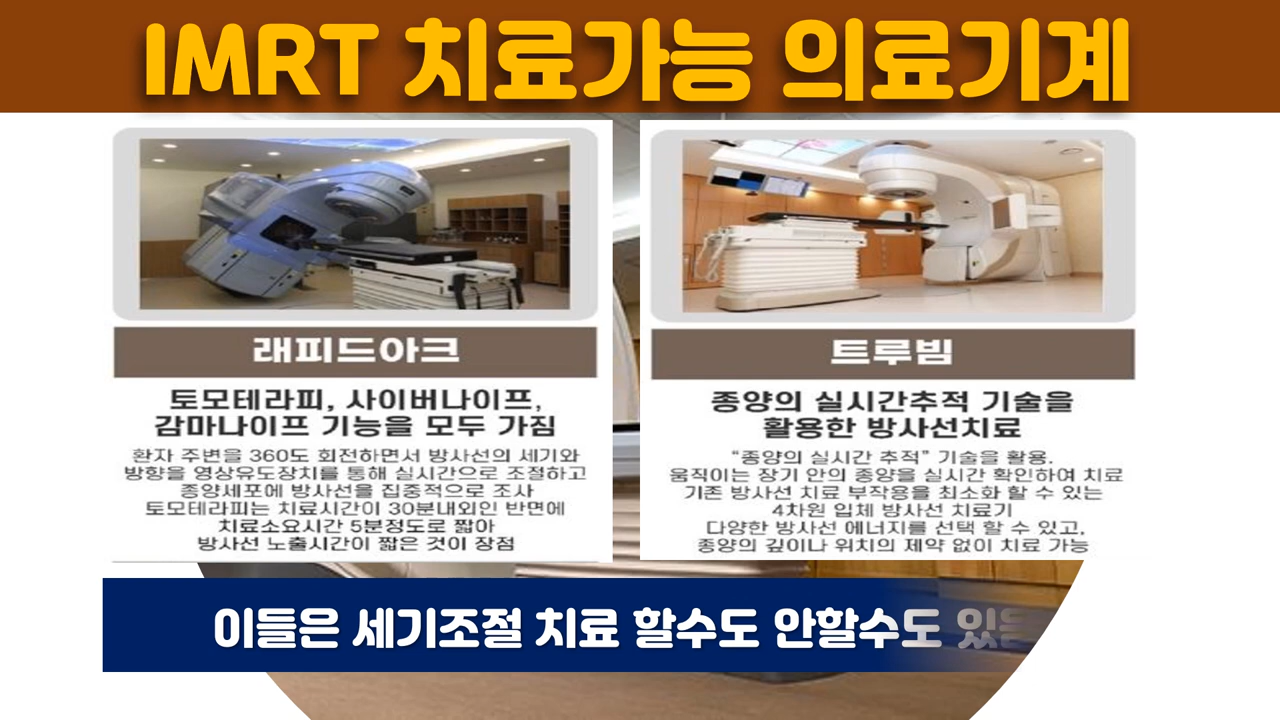 IMRT 치료가능 의료기계
래피드아크
토모테라피, 사이버나이프,
감마나이프 기능을 모두 가짐
환자 주변을 360도 회전하면서 방사선의 세기와
방향을 영상유도장치를 통해 실시간으로 조절하고
종양세포에 방사선을 집중적으로 조사
토모테라피는 치료시간이 30분내외인 반면에
치료소요시간 5분정도로 짧아
방사선 노출시간이 짧은 것이 장점
트루빔
종양의 실시간추적 기술을
활용한 방사선치료
“종양의 실시간 추적” 기술을 활용,
움직이는 장기 안의 종양을 실시간 확인하여 치료
기존 방사선 치료 부작용을 최소화 할 수 있는
4차원 입체 방사선 치료기
다양한 방사선 에너지를 선택 할 수 있고,
종양의 깊이나 위치의 제약 없이 치료 가능
이들은 세기조절 치료 할수도 안할수도 있은